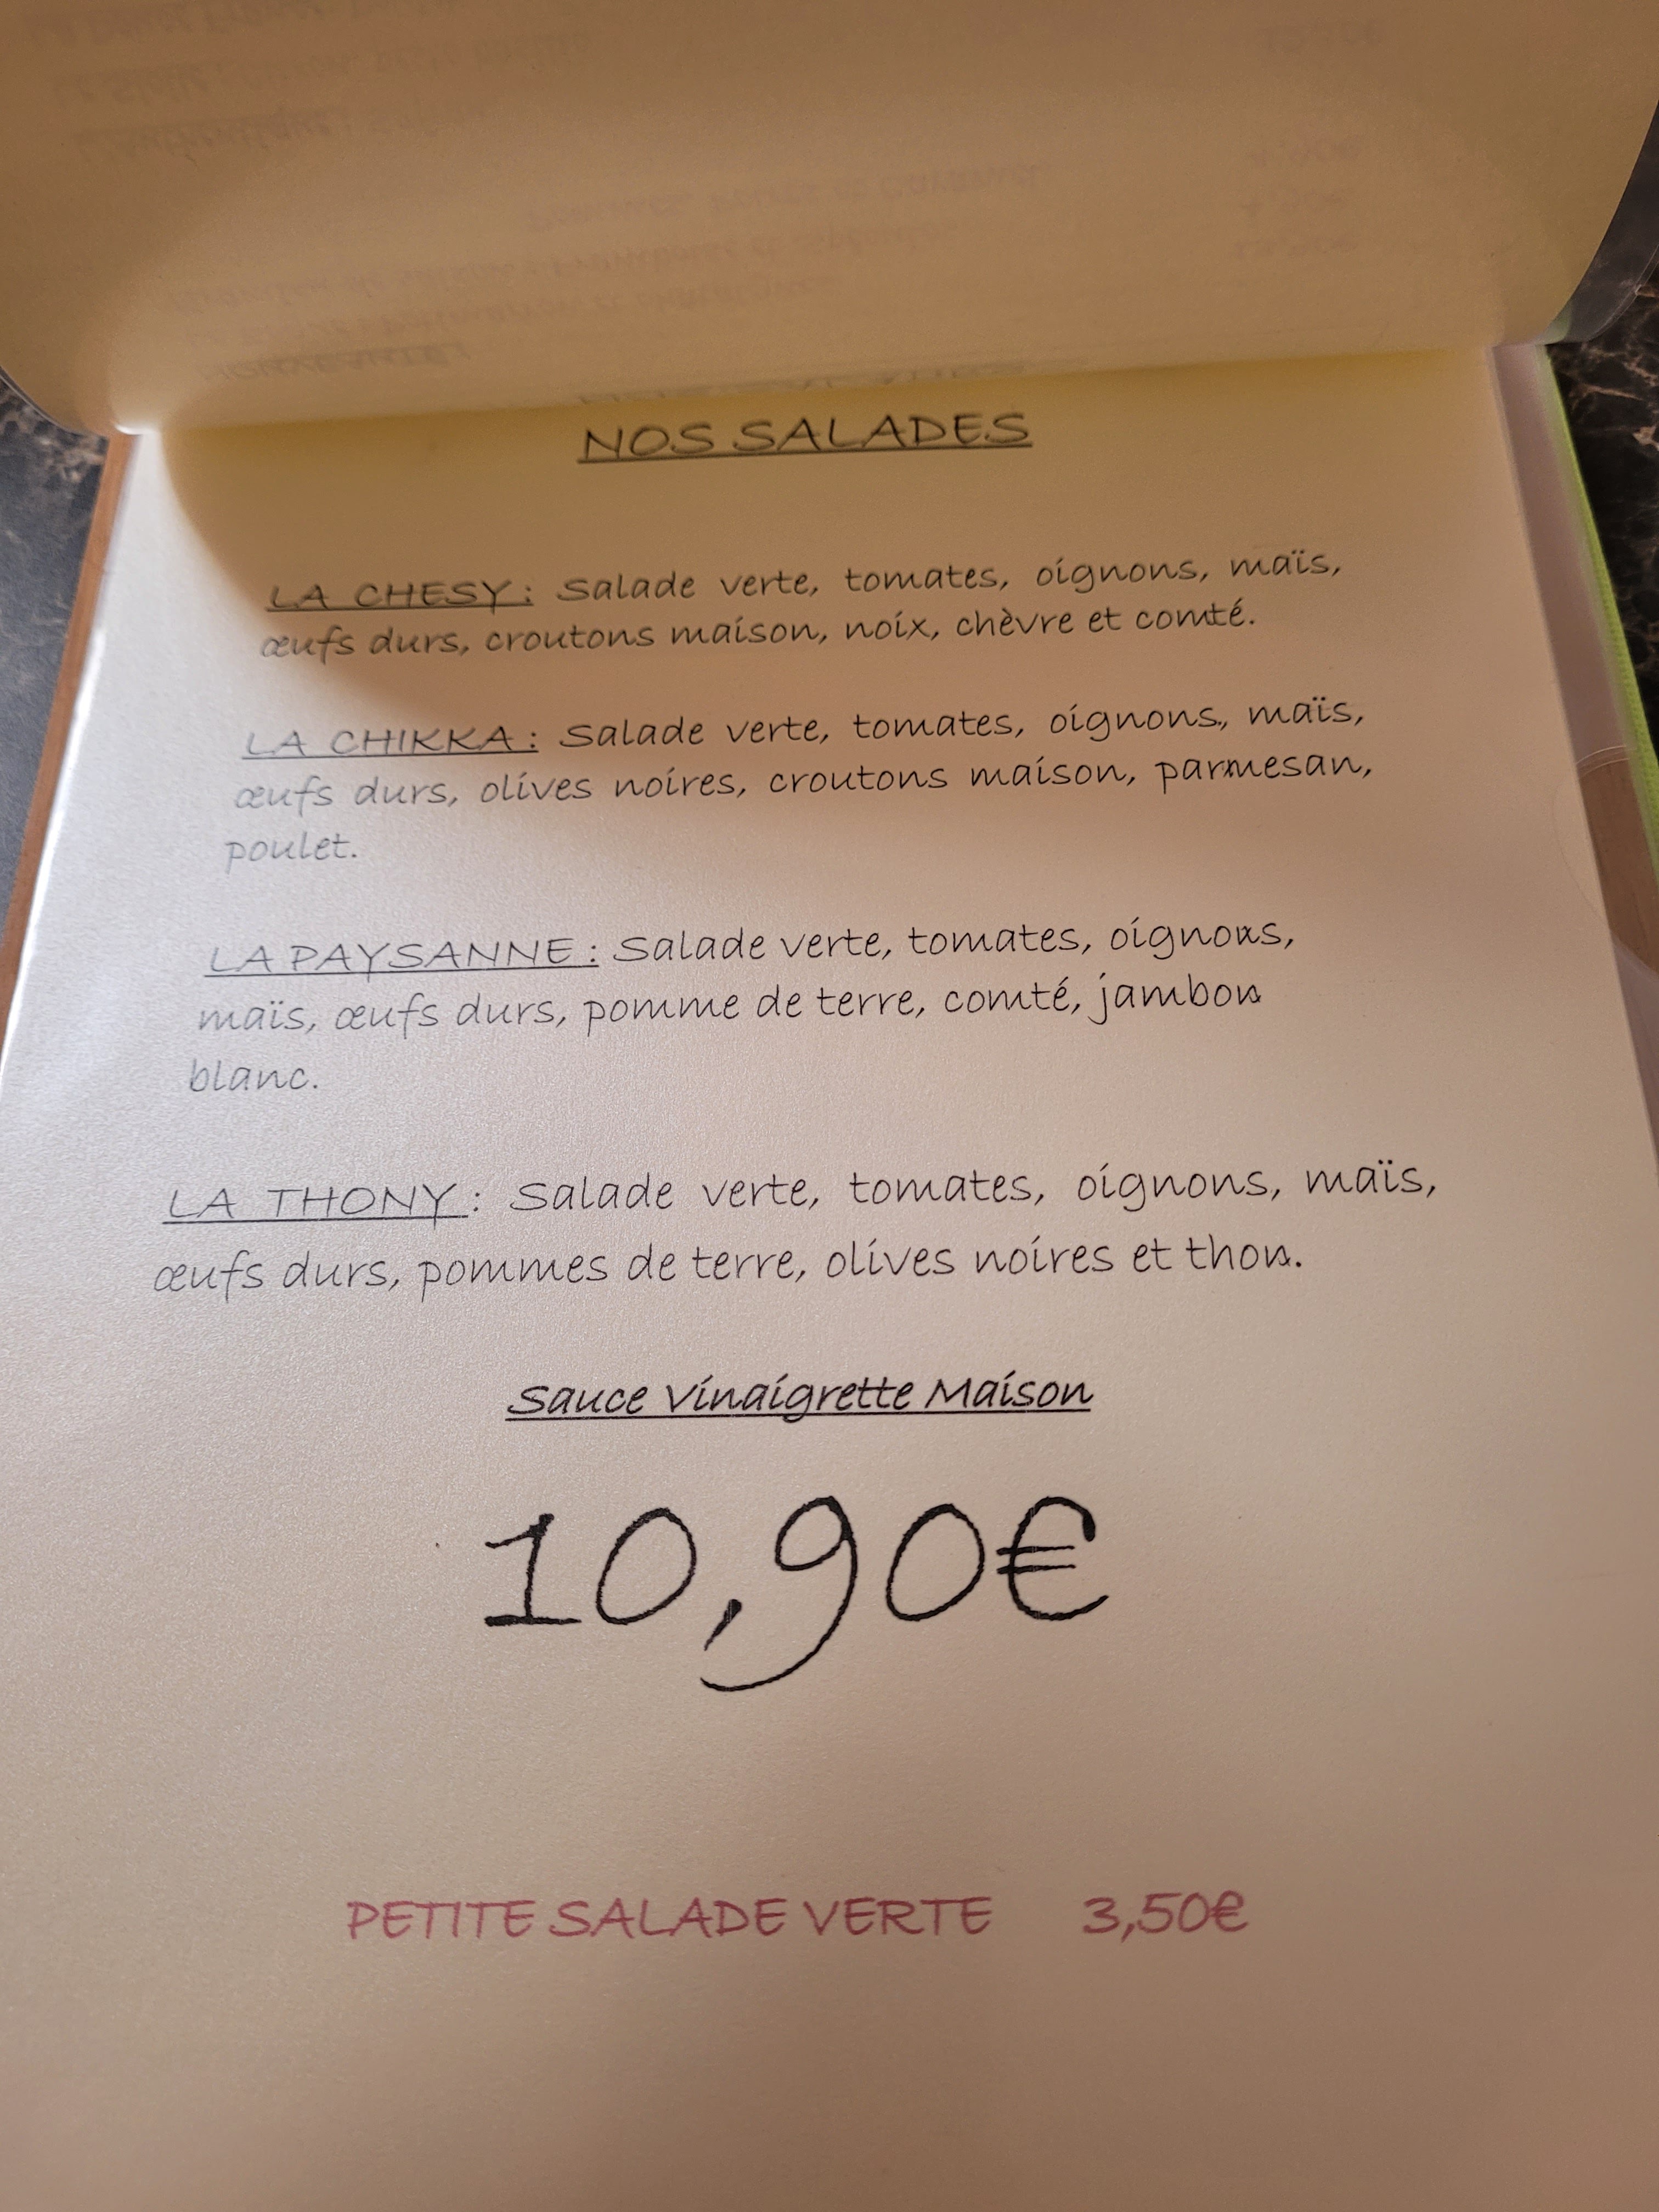 NOS SALADES
LA CHESY : Salade verte, tomates, oignons, maïs,
œufs durs, croutons maison, noix, chèvre et comté.
LA CHIKKA : Salade verte, tomates, oignons, maïs,
œufs durs, olives noires, croutons maison, parmesan,
poulet.
LA PAYSANNE : Salade verte, tomates, oignons,
maïs, œufs durs, pomme de terre, comté, jambon
blanc.
LA THONY : Salade verte, tomates, oignons, maïs,
œufs durs, pommes de terre, olives noires et thon.
Sauce Vinaigrette Maison
10,90€
PETITE SALADE VERTE 3,50€